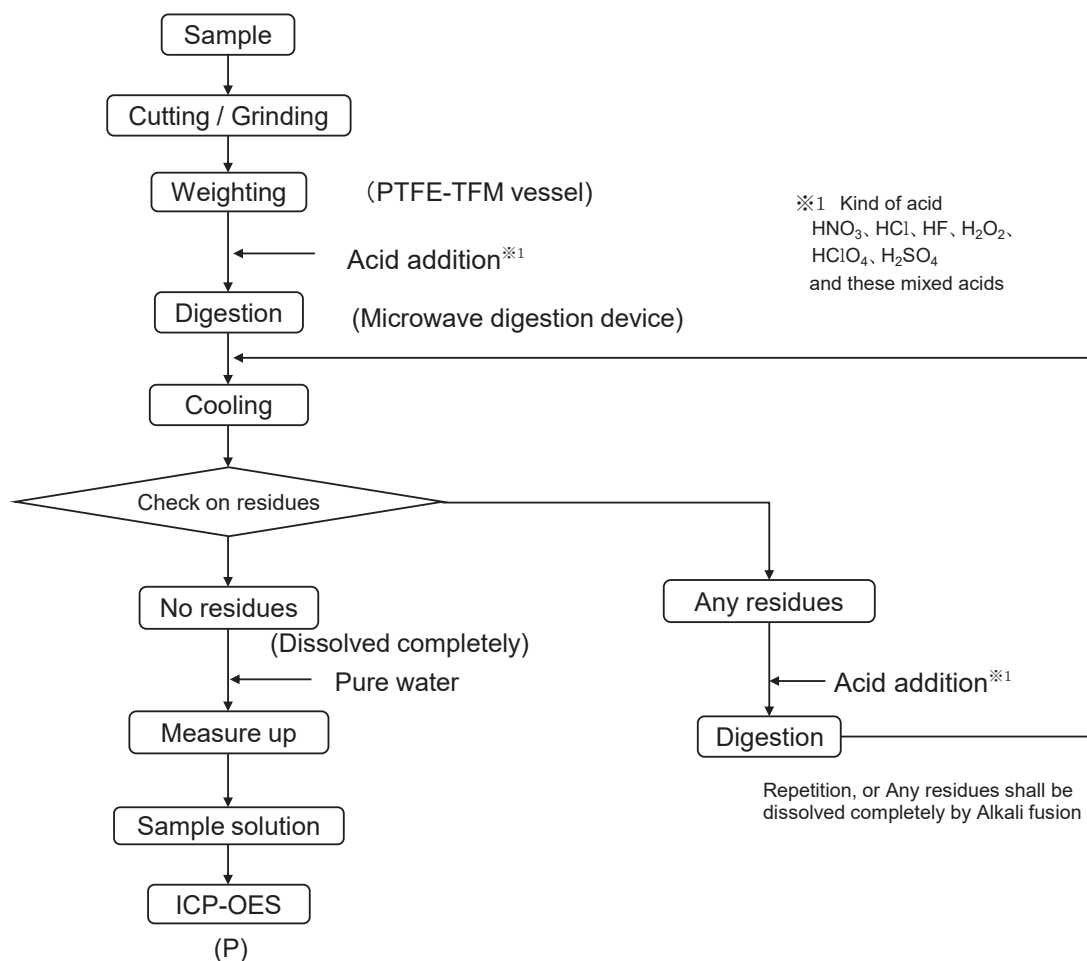 Sample
Cutting / Grinding
Weighting
（PTFE-TFM vessel)
※1 Kind of acid
HNO₃、HCl、HF、H₂O₂、
HClO₄、H₂SO₄
and these mixed acids
Acid addition※1
Digestion
(Microwave digestion device)
Cooling
Check on residues
No residues
(Dissolved completely)
Pure water
Measure up
Sample solution
ICP-OES
(P)
Any residues
Acid addition※1
Digestion
Repetition, or Any residues shall be
dissolved completely by Alkali fusion